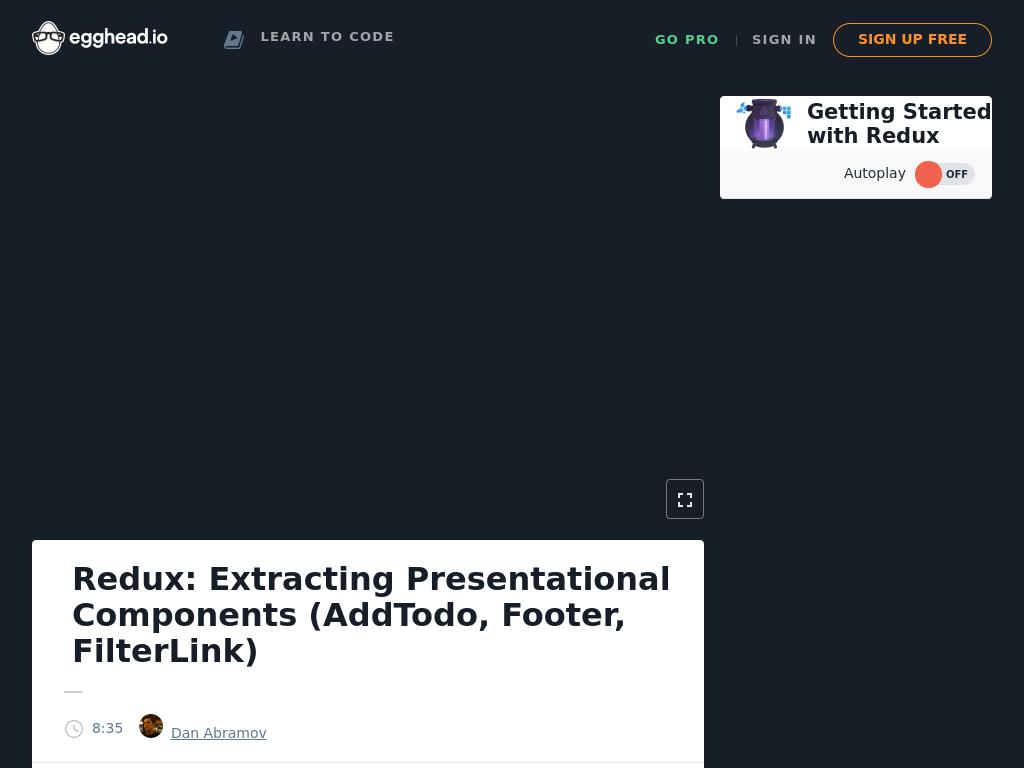 egghead.io
LEARN TO CODE
GO PRO
SIGN IN
SIGN UP FREE
Getting Started
with Redux
Autoplay
OFF
Redux: Extracting Presentational
Components (AddTodo, Footer,
FilterLink)
8:35
Dan Abramov